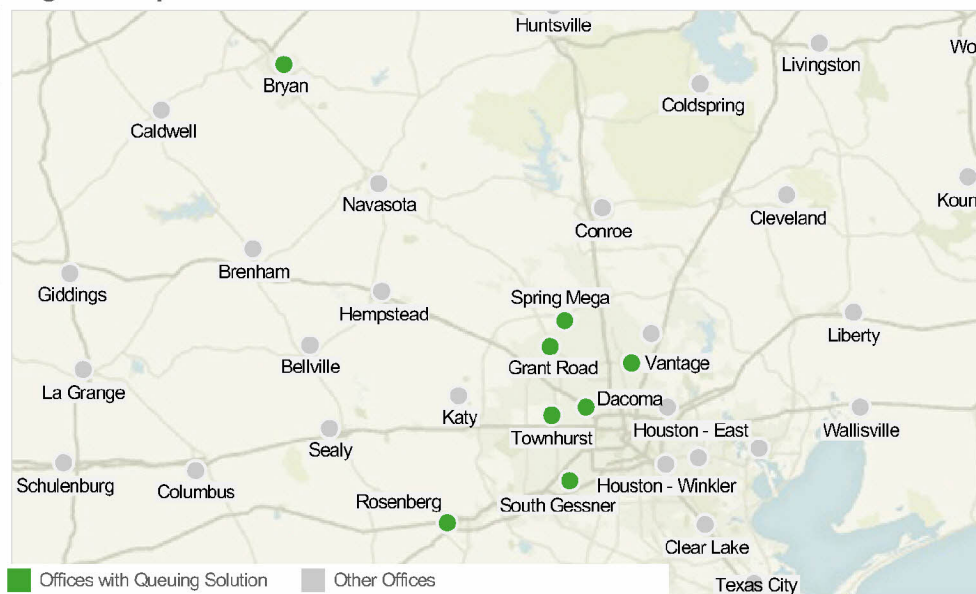 Huntsville
Livingston
Wo
Bryan
Coldspring
Caldwell
Navasota
Cleveland
Koun
Conroe
Brenham
Giddings
Spring Mega
Hempstead
Liberty
Bellville
Grant Road
Vantage
La Grange
Dacoma
Katy
Townhurst
Houston - East
Wallisville
Sealy
Schulenburg
Columbus
Houston - Winkler
Rosenberg
South Gessner
Clear Lake
Offices with Queuing Solution
Other Offices
Texas City